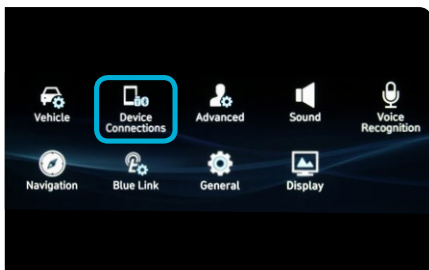 Vehicle
Device
Connections
Advanced
Sound
Voice
Recognition
Navigation
Blue Link
General
Display